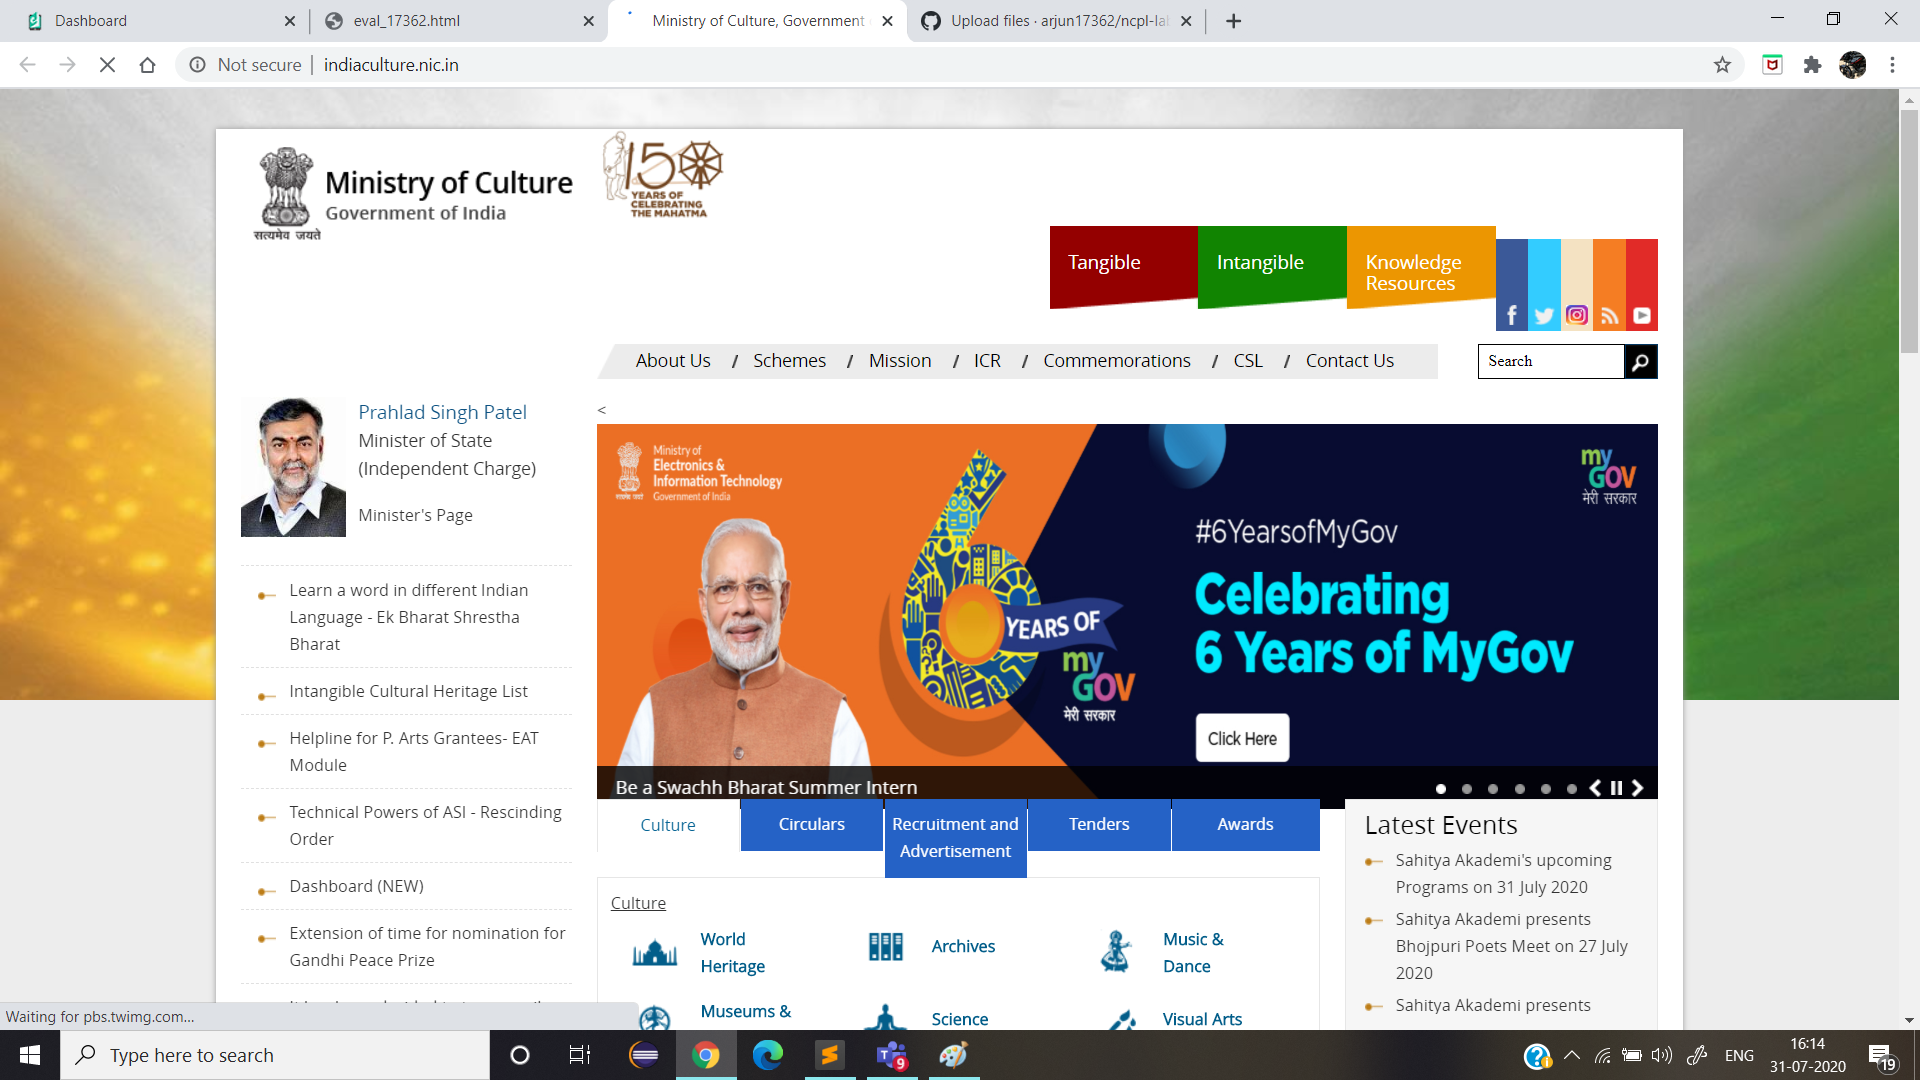 Dashboard
eval_17362.html
Ministry of Culture, Government
Upload files · arjun17362/ncpl-la
Not secure
indiaculture.nic.in
Ministry of Culture
Government of India
सत्यमेव जयते
150
YEARS OF
CELEBRATING
THE MAHATMA
Tangible
Intangible
Knowledge
Resources
About Us / Schemes / Mission / ICR / Commemorations / CSL / Contact Us
Search
Prahlad Singh Patel
Minister of State
(Independent Charge)
Minister's Page
<
Ministry of
Electronics &
Information Technology
Government of India
my
GOV
मेरी सरकार
#6YearsofMyGov
Celebrating
6 Years of MyGov
6
YEARS OF
my
GOV
मेरी सरकार
Click Here
Be a Swachh Bharat Summer Intern
Learn a word in different Indian
Language - Ek Bharat Shrestha
Bharat
Intangible Cultural Heritage List
Helpline for P. Arts Grantees- EAT
Module
Technical Powers of ASI - Rescinding
Order
Dashboard (NEW)
Extension of time for nomination for
Gandhi Peace Prize
Culture
Circulars
Recruitment and
Advertisement
Tenders
Awards
Culture
World
Heritage
Archives
Music &
Dance
Museums &
Science
Visual Arts
Latest Events
Sahitya Akademi's upcoming
Programs on 31 July 2020
Sahitya Akademi presents
Bhojpuri Poets Meet on 27 July
2020
Sahitya Akademi presents
Waiting for pbs.twimg.com...
Type here to search
9
ENG
16:14
31-07-2020
19